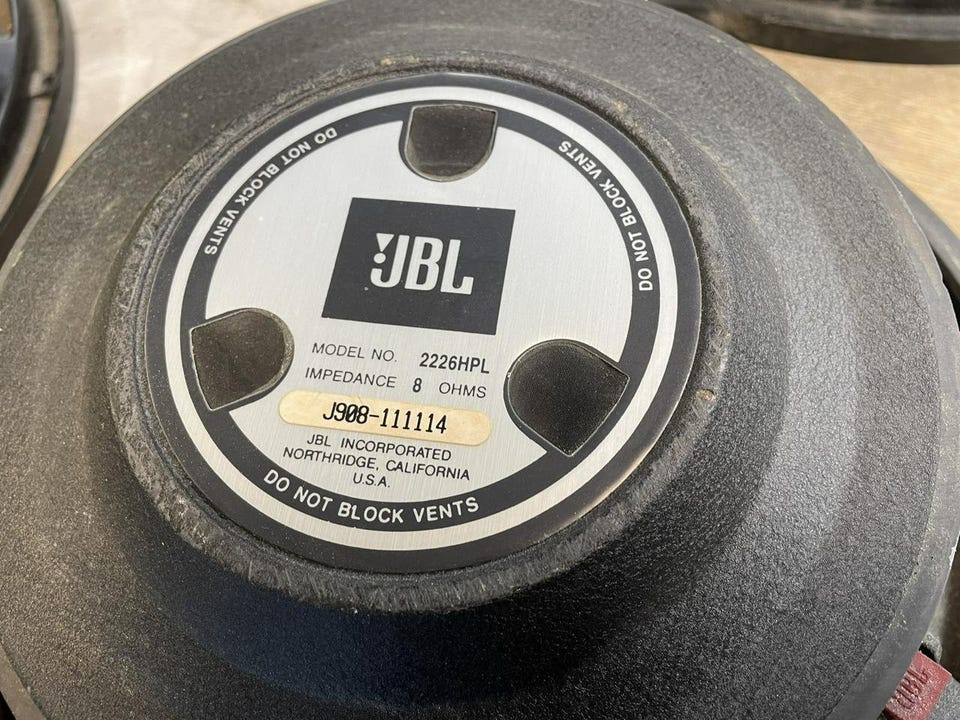 DO NOT BLOCK VENTS
DO NOT BLOCK VENTS
JBL
MODEL NO. 2226HPL
IMPEDANCE 8 OHMS
J908-111114
JBL INCORPORATED
NORTHRIDGE, CALIFORNIA
U.S.A.
DO NOT BLOCK VENTS
JBL